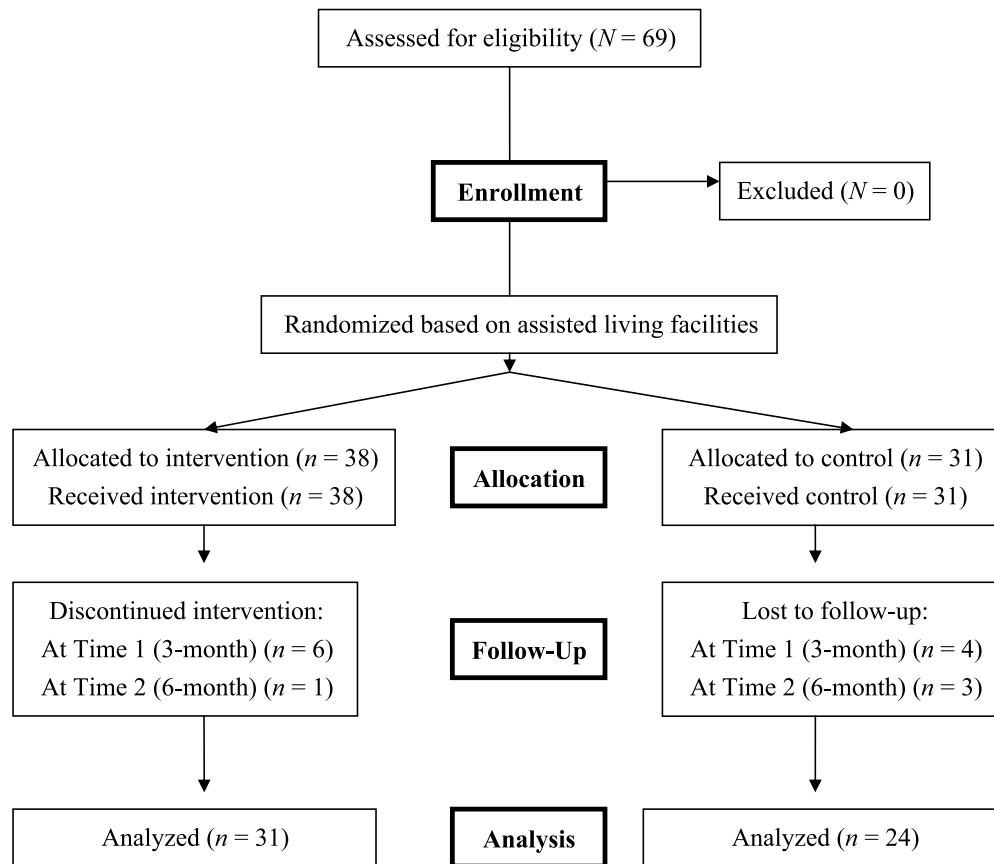 Assessed for eligibility (N = 69)
Enrollment
Excluded (N = 0)
Randomized based on assisted living facilities
Allocated to intervention (n = 38)
Received intervention (n = 38)
Allocation
Allocated to control (n = 31)
Received control (n = 31)
Discontinued intervention:
At Time 1 (3-month) (n = 6)
At Time 2 (6-month) (n = 1)
Follow-Up
Lost to follow-up:
At Time 1 (3-month) (n = 4)
At Time 2 (6-month) (n = 3)
Analyzed (n = 31)
Analysis
Analyzed (n = 24)